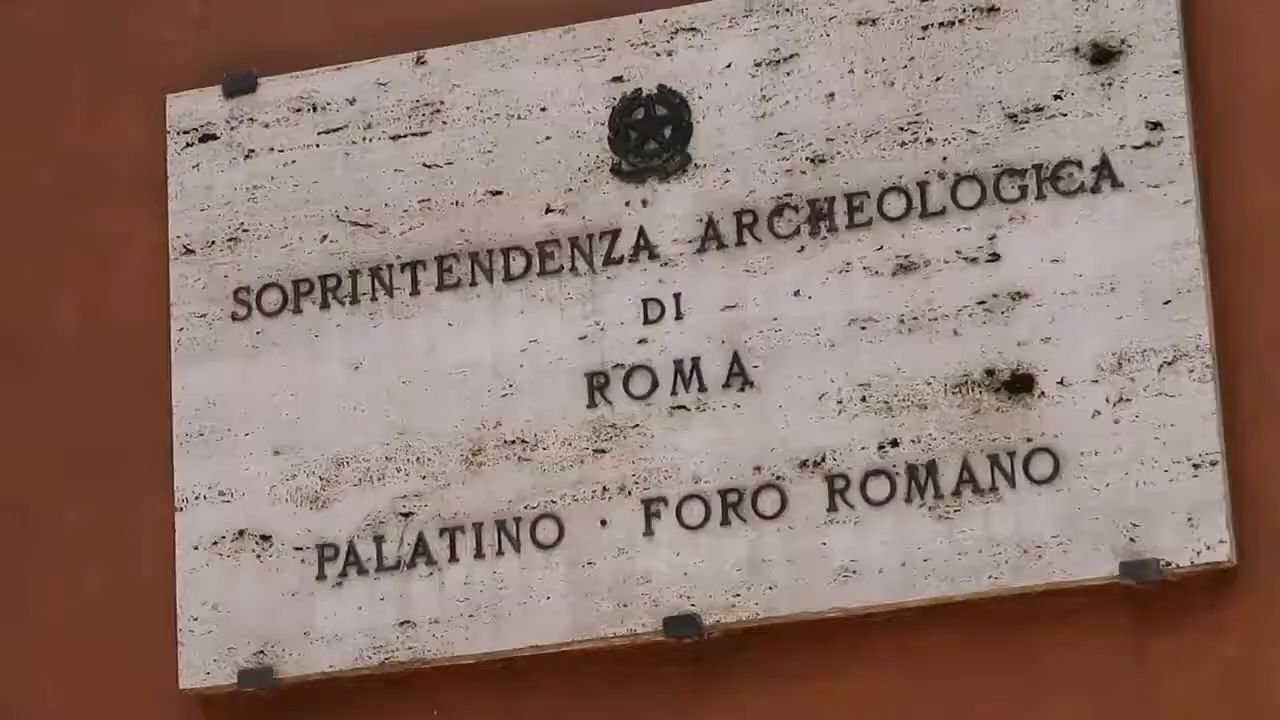 SOPRINTENDENZA ARCHEOLOGICA
DI
ROMA
PALATINO · FORO ROMANO